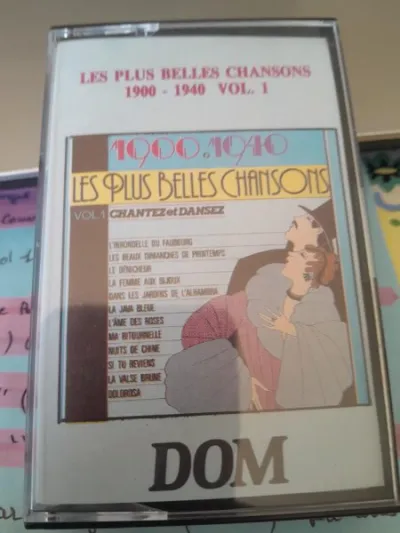 LES PLUS BELLES CHANSONS
1900 - 1940 VOL. 1
1900 à 1940
LES PLUS BELLES CHANSONS
VOL.1 CHANTEZ et DANSEZ
L'HIRONDELLE DU FAUBOURG
LES BEAUX DIMANCHES DE PRINTEMPS
LE DÉNICHEUR
LA FEMME AUX BIJOUX
DANS LES JARDINS DE L'ALHAMBRA
LA JAVA BLEUE
L'ÂME DES ROSES
MA RITOURNELLE
NUITS DE CHINE
SI TU REVIENS
LA VALSE BRUNE
DOLOROSA
DOM